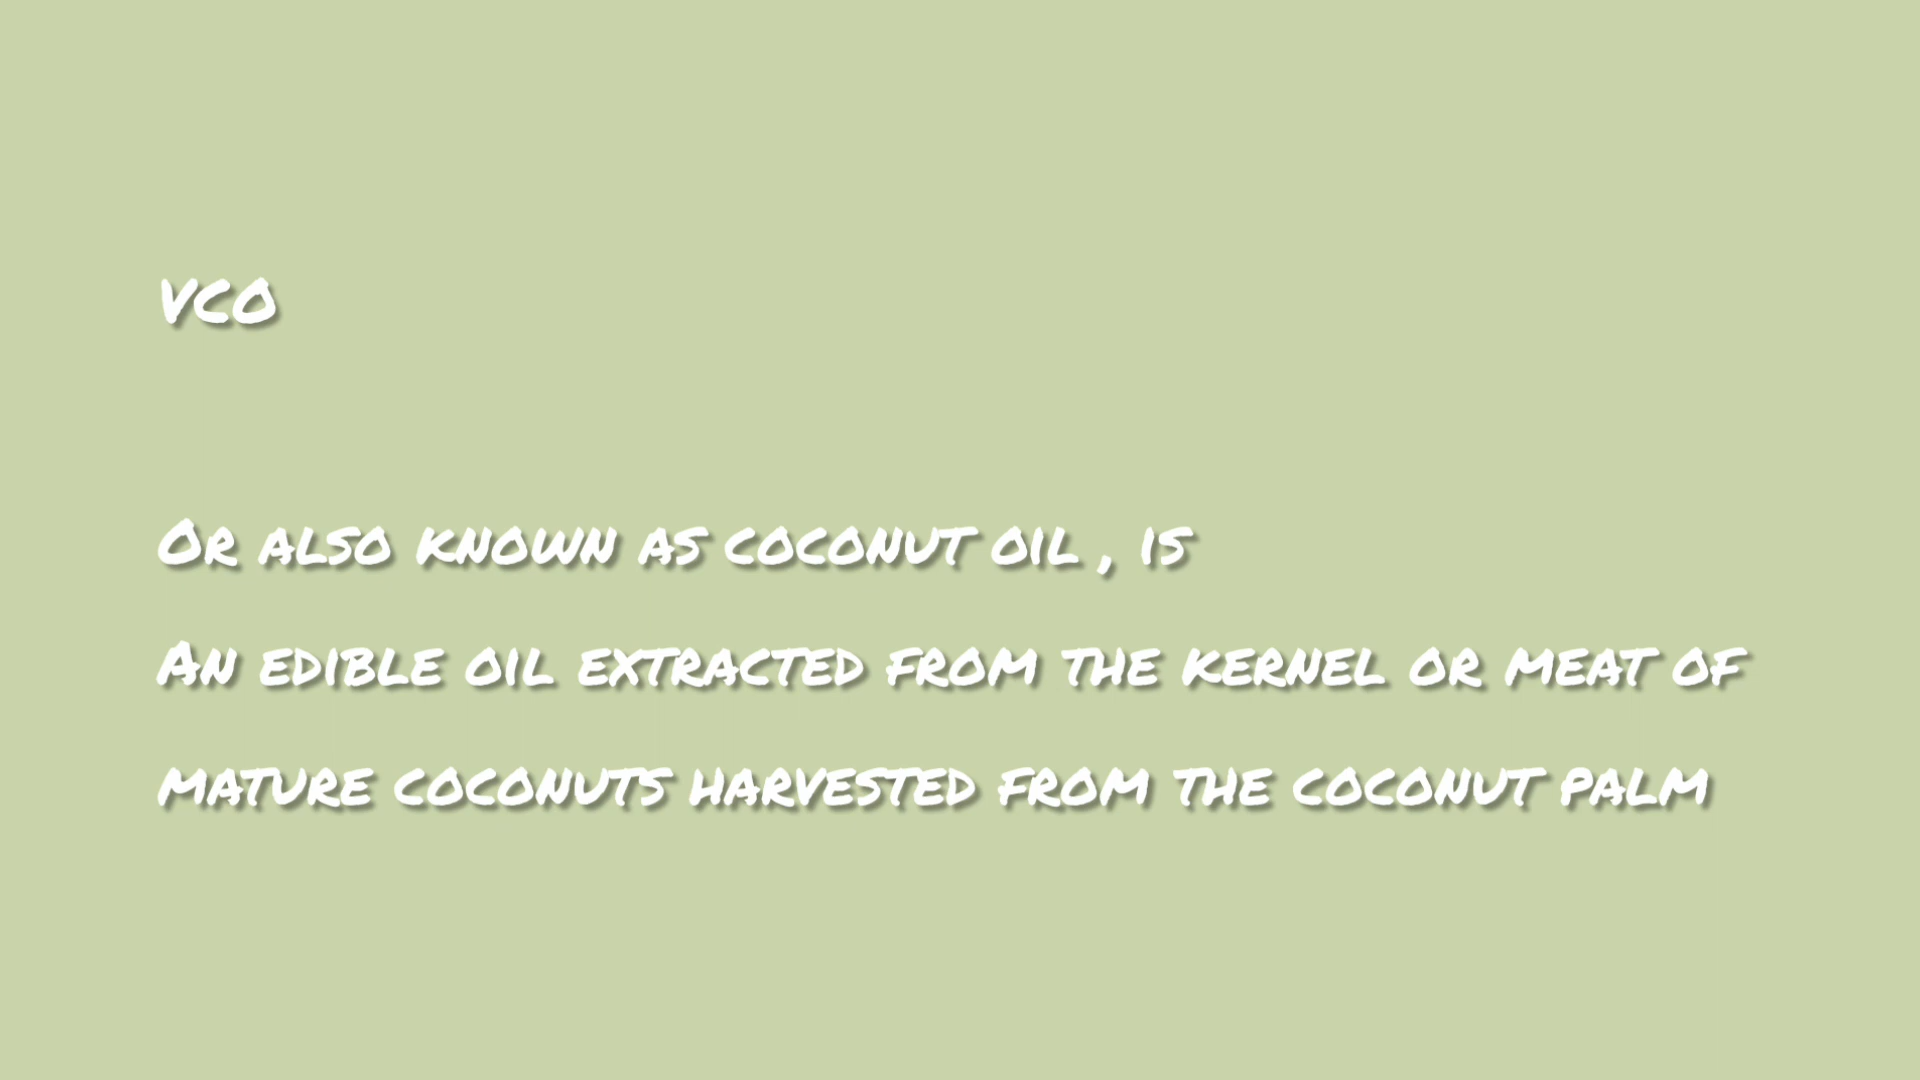 VCO
Or also known as coconut oil , is
An edible oil extracted from the kernel or meat of
mature coconuts harvested from the coconut palm